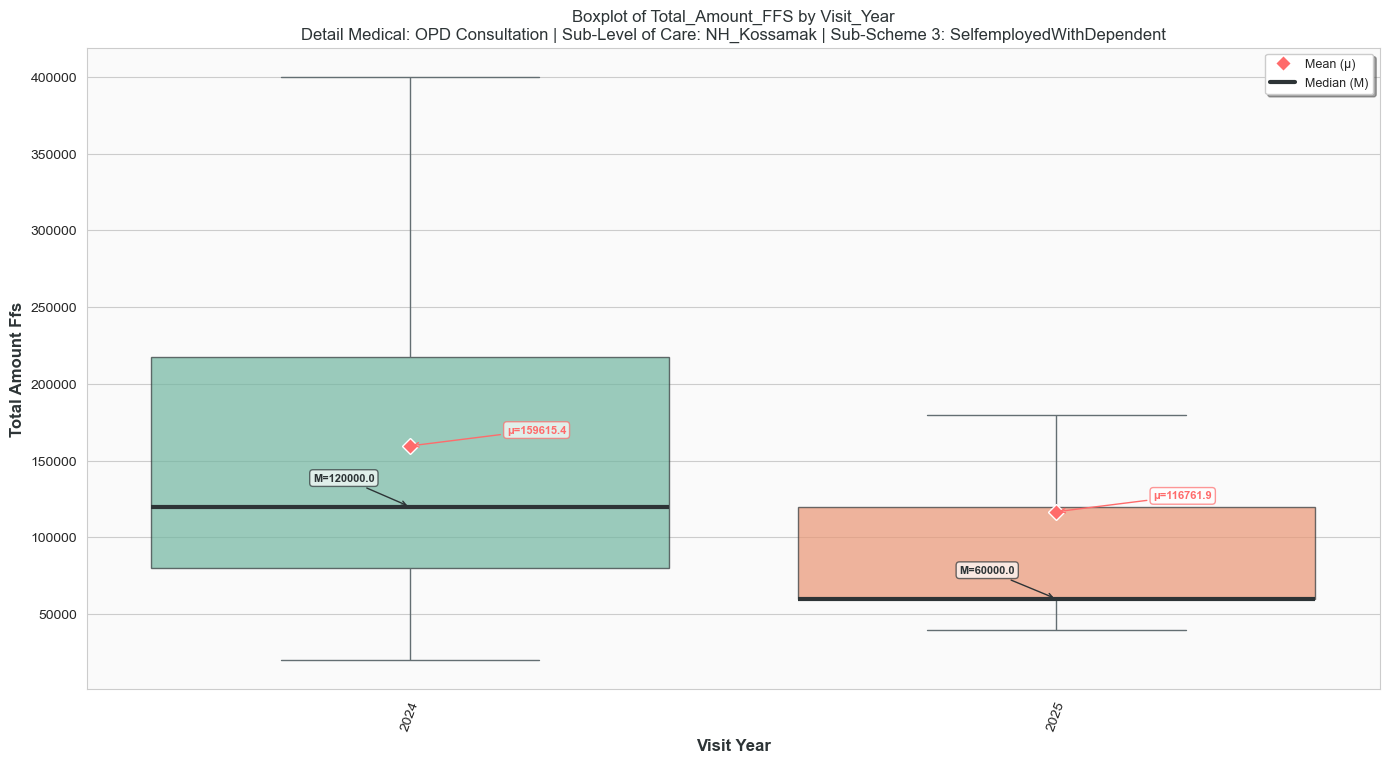 Boxplot of Total_Amount_FFS by Visit_Year
Detail Medical: OPD Consultation | Sub-Level of Care: NH_Kossamak | Sub-Scheme 3: SelfemployedWithDependent
Mean (μ)
Median (M)
Total Amount Ffs
400000
350000
300000
250000
200000
150000
100000
50000
μ=159615.4
M=120000.0
μ=116761.9
M=60000.0
2024
2025
Visit Year